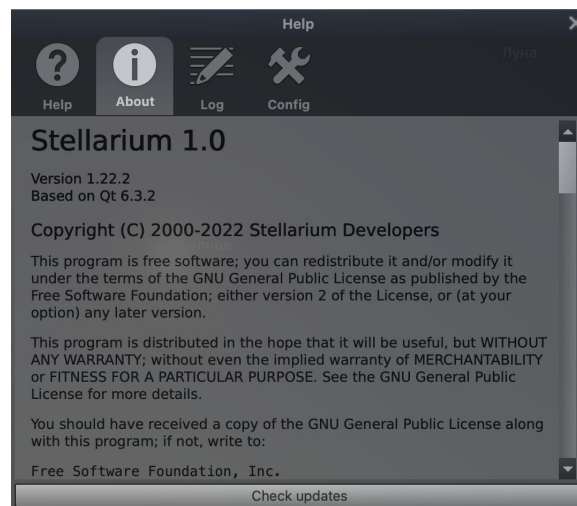 Help
Луна
Help
About
Log
Config
Stellarium 1.0
Version 1.22.2
Based on Qt 6.3.2
Copyright (C) 2000-2022 Stellarium Developers
This program is free software; you can redistribute it and/or modify it
under the terms of the GNU General Public License as published by the
Free Software Foundation; either version 2 of the License, or (at your
option) any later version.
This program is distributed in the hope that it will be useful, but WITHOUT
ANY WARRANTY; without even the implied warranty of MERCHANTABILITY
or FITNESS FOR A PARTICULAR PURPOSE. See the GNU General Public
License for more details.
You should have received a copy of the GNU General Public License along
with this program; if not, write to:
Free Software Foundation, Inc.
Check updates